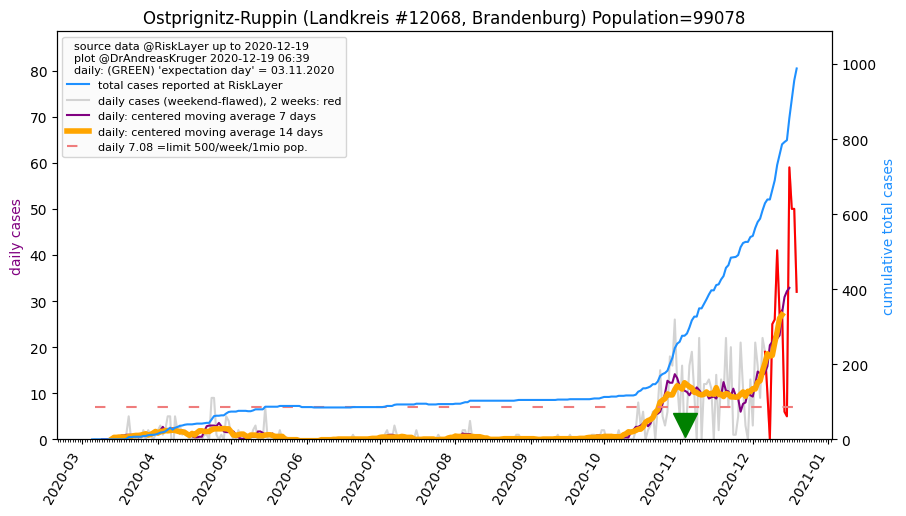 Ostprignitz-Ruppin (Landkreis #12068, Brandenburg) Population=99078
source data @RiskLayer up to 2020-12-19
plot @DrAndreasKruger 2020-12-19 06:39
daily: (GREEN) 'expectation day' = 03.11.2020
total cases reported at RiskLayer
daily cases (weekend-flawed), 2 weeks: red
daily: centered moving average 7 days
daily: centered moving average 14 days
daily 7.08 =limit 500/week/1mio pop.
daily cases
80
70
60
50
40
30
20
10
0
cumulative total cases
1000
800
600
400
200
0
2020-03
2020-04
2020-05
2020-06
2020-07
2020-08
2020-09
2020-10
2020-11
2020-12
2021-01